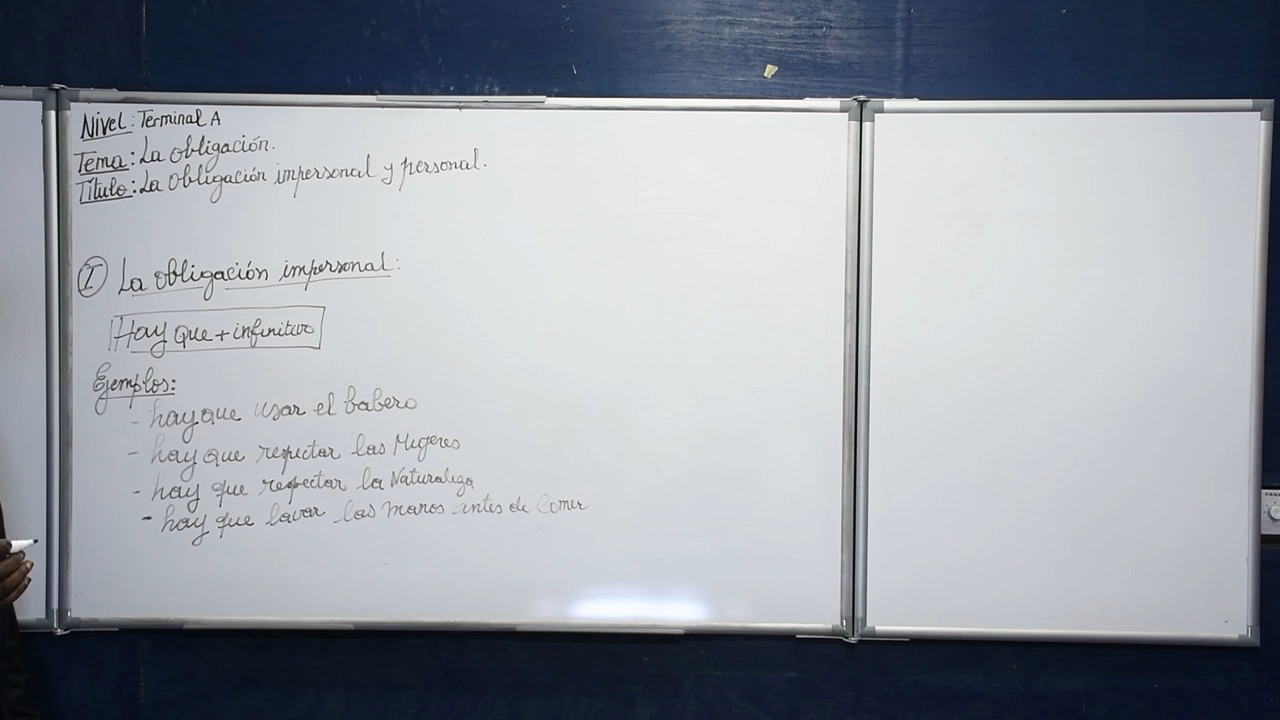 Nivel: Terminal A
Tema: La obligación.
Título: La obligación impersonal y personal.
I La obligación impersonal:
Hay que + infinitivo
Ejemplos:
- hay que usar el babero
- hay que respectar las Mugeres
- hay que respectar la Naturaleza
- hay que lavar las manos antes de Comer